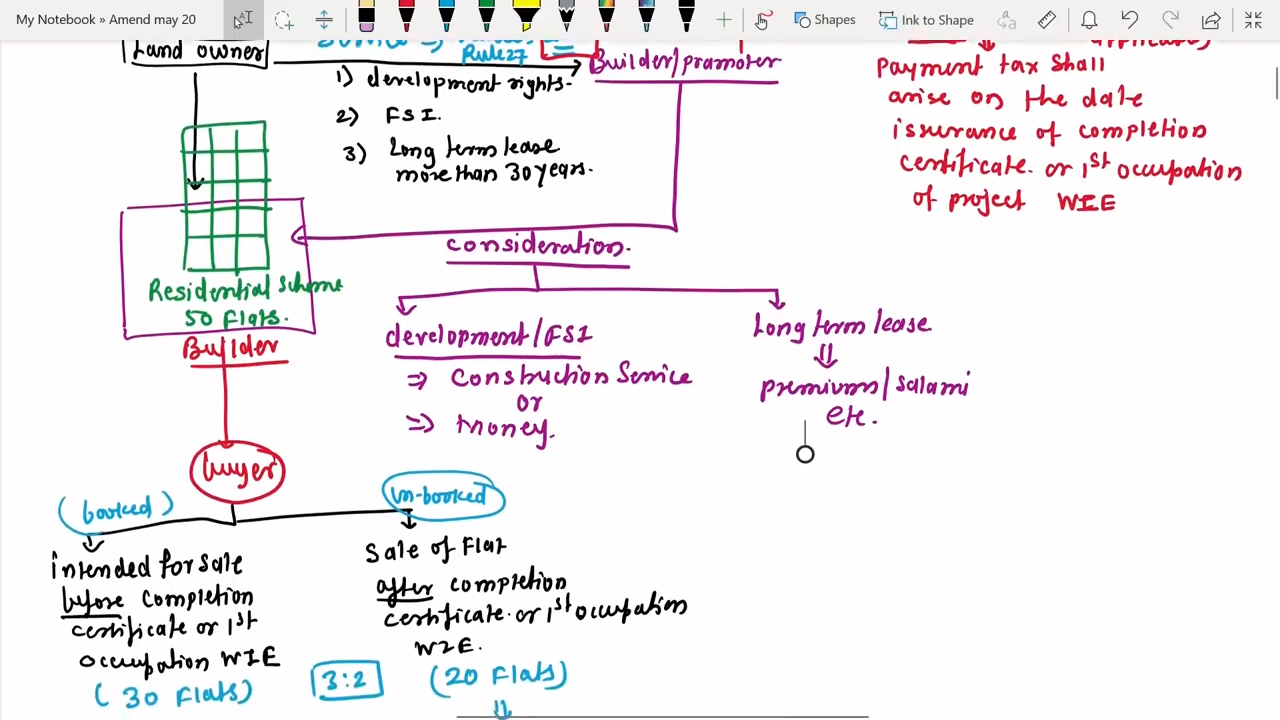 My Notebook » Amend may 20
Shapes
Ink to Shape
Land owner
Rule27
Builder/promoter
1) development rights.
2) FSI.
3) Long term lease
more than 30 years.
payment tax shall
arise on the date
issurance of completion
certificate. or 1st occupation
of project WIE
consideration.
Residential Scheme
50 Flats.
Builder
development/FSI
⇒ Construction Service
or
⇒ Money.
Long term lease
⇓
premiums/salami
etc.
buyer
(booked)
un-booked
intended for sale
before completion
certificate or 1st
occupation WIE
(30 Flats)
3:2
Sale of Flat
after completion
certificate. or 1st occupation
WIE.
(20 Flats)